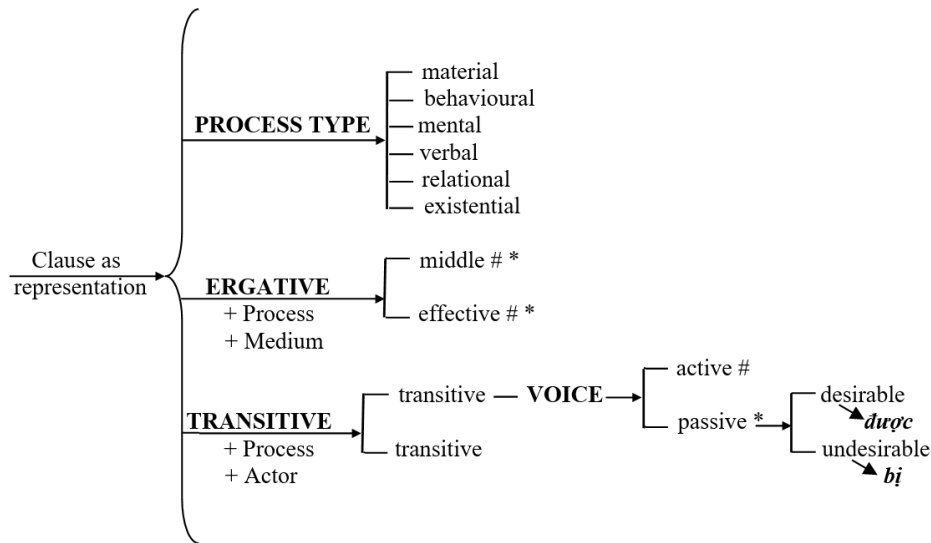 material
behavioural
PROCESS TYPE
mental
verbal
relational
existential
Clause as
representation
middle # *
ERGATIVE
+ Process
effective # *
+ Medium
active #
transitive
VOICE
desirable
được
TRANSITIVE
passive *
+ Process
transitive
undesirable
+ Actor
bị